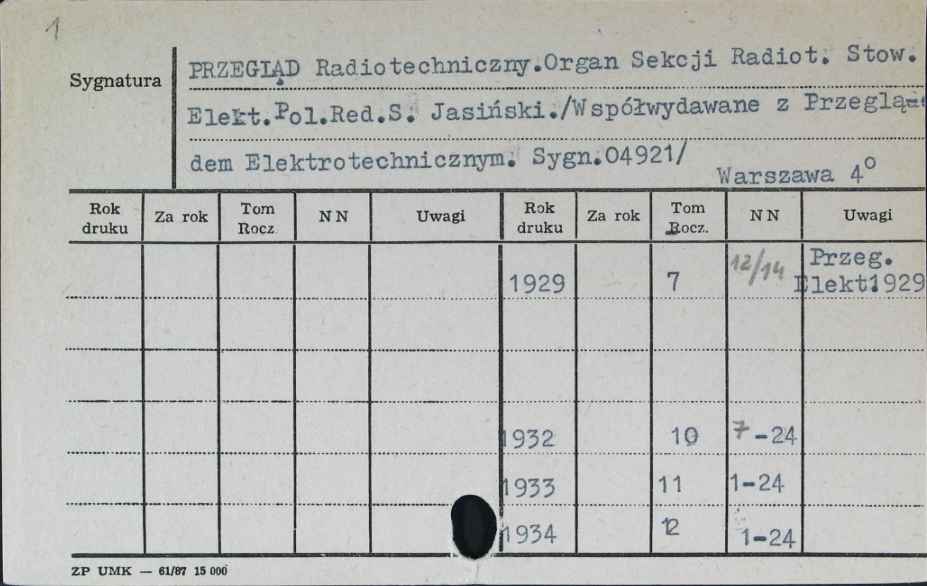 1
Sygnatura
PRZEGLĄD Radiotechniczny.Organ Sekcji Radiot. Stow.
Elekt.Pol.Red.S. Jasiński./Współwydawane z Przeglą-
dem Elektrotechnicznym. Sygn.04921/
Warszawa 4°
Rok druku Za rok Tom Rocz NN Uwagi Rok druku Za rok Tom Rocz. NN Uwagi
1929 7 12/14 Przeg. Elekt.1929
1932 10 7-24
1933 11 1-24
1934 12 1-24
ZP UMK — 61/87 15 000